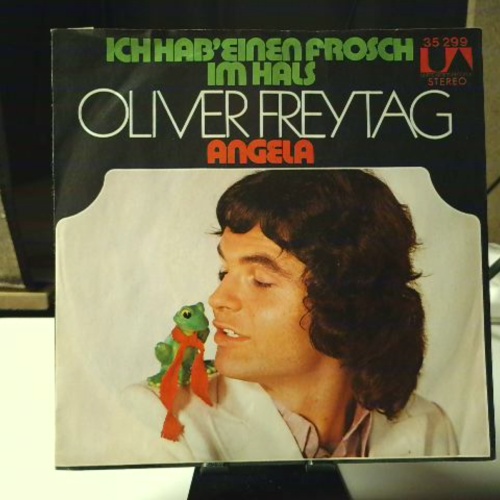 ICH HAB' EINEN FROSCH
IM HALS
35 299
UA
STEREO
OLIVER FREYTAG
ANGELA